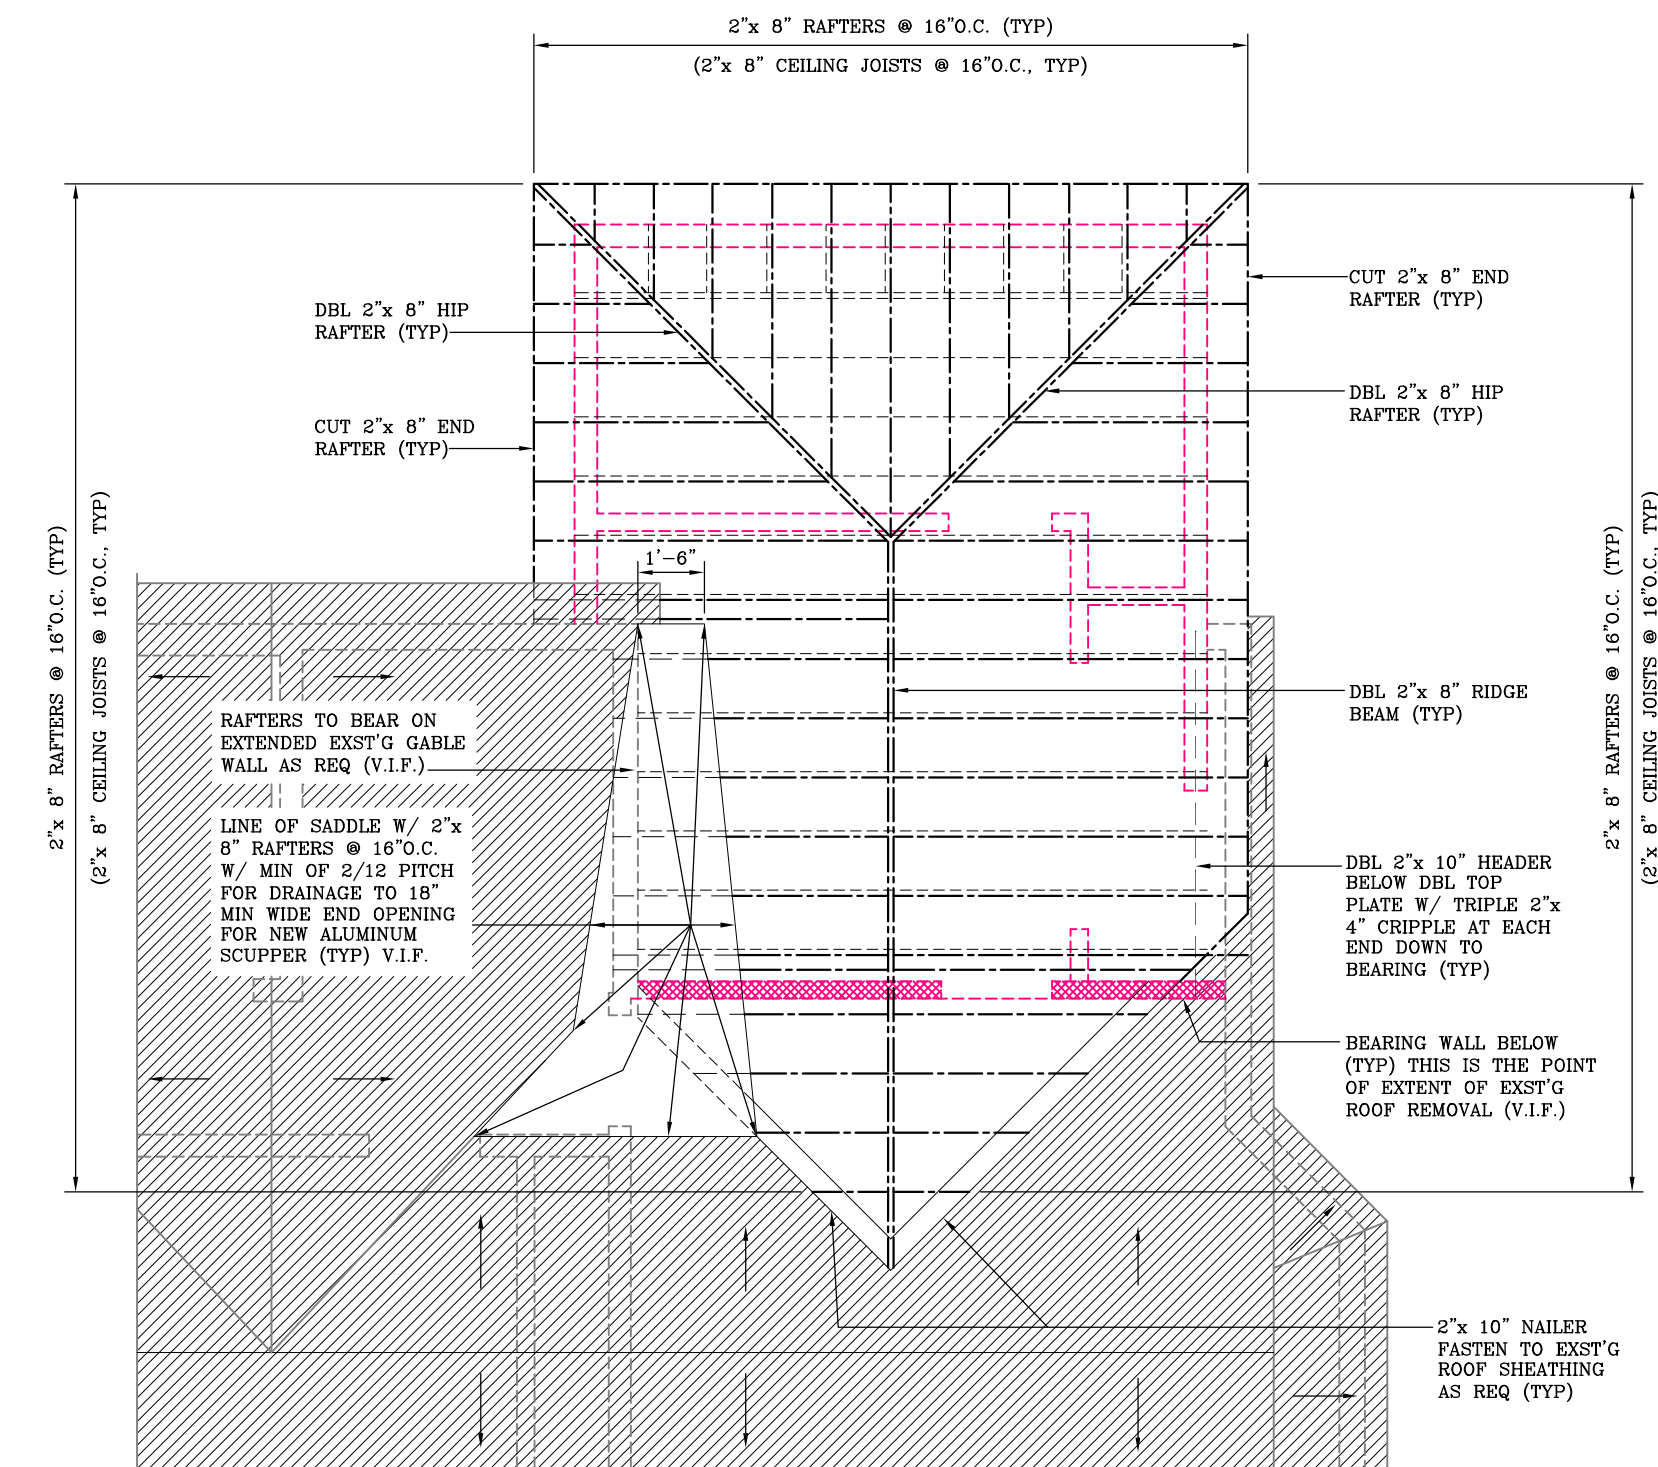 2"x 8" RAFTERS @ 16"O.C. (TYP)
(2"x 8" CEILING JOISTS @ 16"O.C., TYP)
DBL 2"x 8" HIP
RAFTER (TYP)
CUT 2"x 8" END
RAFTER (TYP)
CUT 2"x 8" END
RAFTER (TYP)
DBL 2"x 8" HIP
RAFTER (TYP)
2"x 8" RAFTERS @ 16"O.C. (TYP)
(2"x 8" CEILING JOISTS @ 16"O.C., TYP)
2"x 8" RAFTERS @ 16"O.C. (TYP)
(2"x 8" CEILING JOISTS @ 16"O.C., TYP)
1'-6"
RAFTERS TO BEAR ON
EXTENDED EXST'G GABLE
WALL AS REQ (V.I.F.)
LINE OF SADDLE W/ 2"x
8" RAFTERS @ 16"O.C.
W/ MIN OF 2/12 PITCH
FOR DRAINAGE TO 18"
MIN WIDE END OPENING
FOR NEW ALUMINUM
SCUPPER (TYP) V.I.F.
DBL 2"x 8" RIDGE
BEAM (TYP)
DBL 2"x 10" HEADER
BELOW DBL TOP
PLATE W/ TRIPLE 2"x
4" CRIPPLE AT EACH
END DOWN TO
BEARING (TYP)
BEARING WALL BELOW
(TYP) THIS IS THE POINT
OF EXTENT OF EXST'G
ROOF REMOVAL (V.I.F.)
2"x 10" NAILER
FASTEN TO EXST'G
ROOF SHEATHING
AS REQ (TYP)